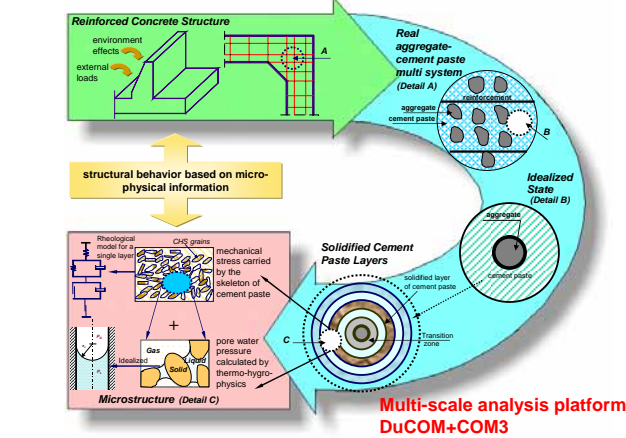 Reinforced Concrete Structure
environment
effects
external
loads
A
Real
aggregate-
cement paste
multi system
(Detail A)
reinforcement
aggregate
cement paste
B
structural behavior based on micro-
physical information
Idealized
State
(Detail B)
aggregate
cement paste
Solidified Cement
Paste Layers
solidified layer
of cement paste
Transition
zone
C
Rheological
model for a
single layer
CHS grains
mechanical
stress carried
by the
skeleton of
cement paste
+
Gas
Liquid
Solid
Idealized
pore water
pressure
calculated by
thermo-hygro-
physics
Microstructure (Detail C)
Multi-scale analysis platform
DuCOM+COM3